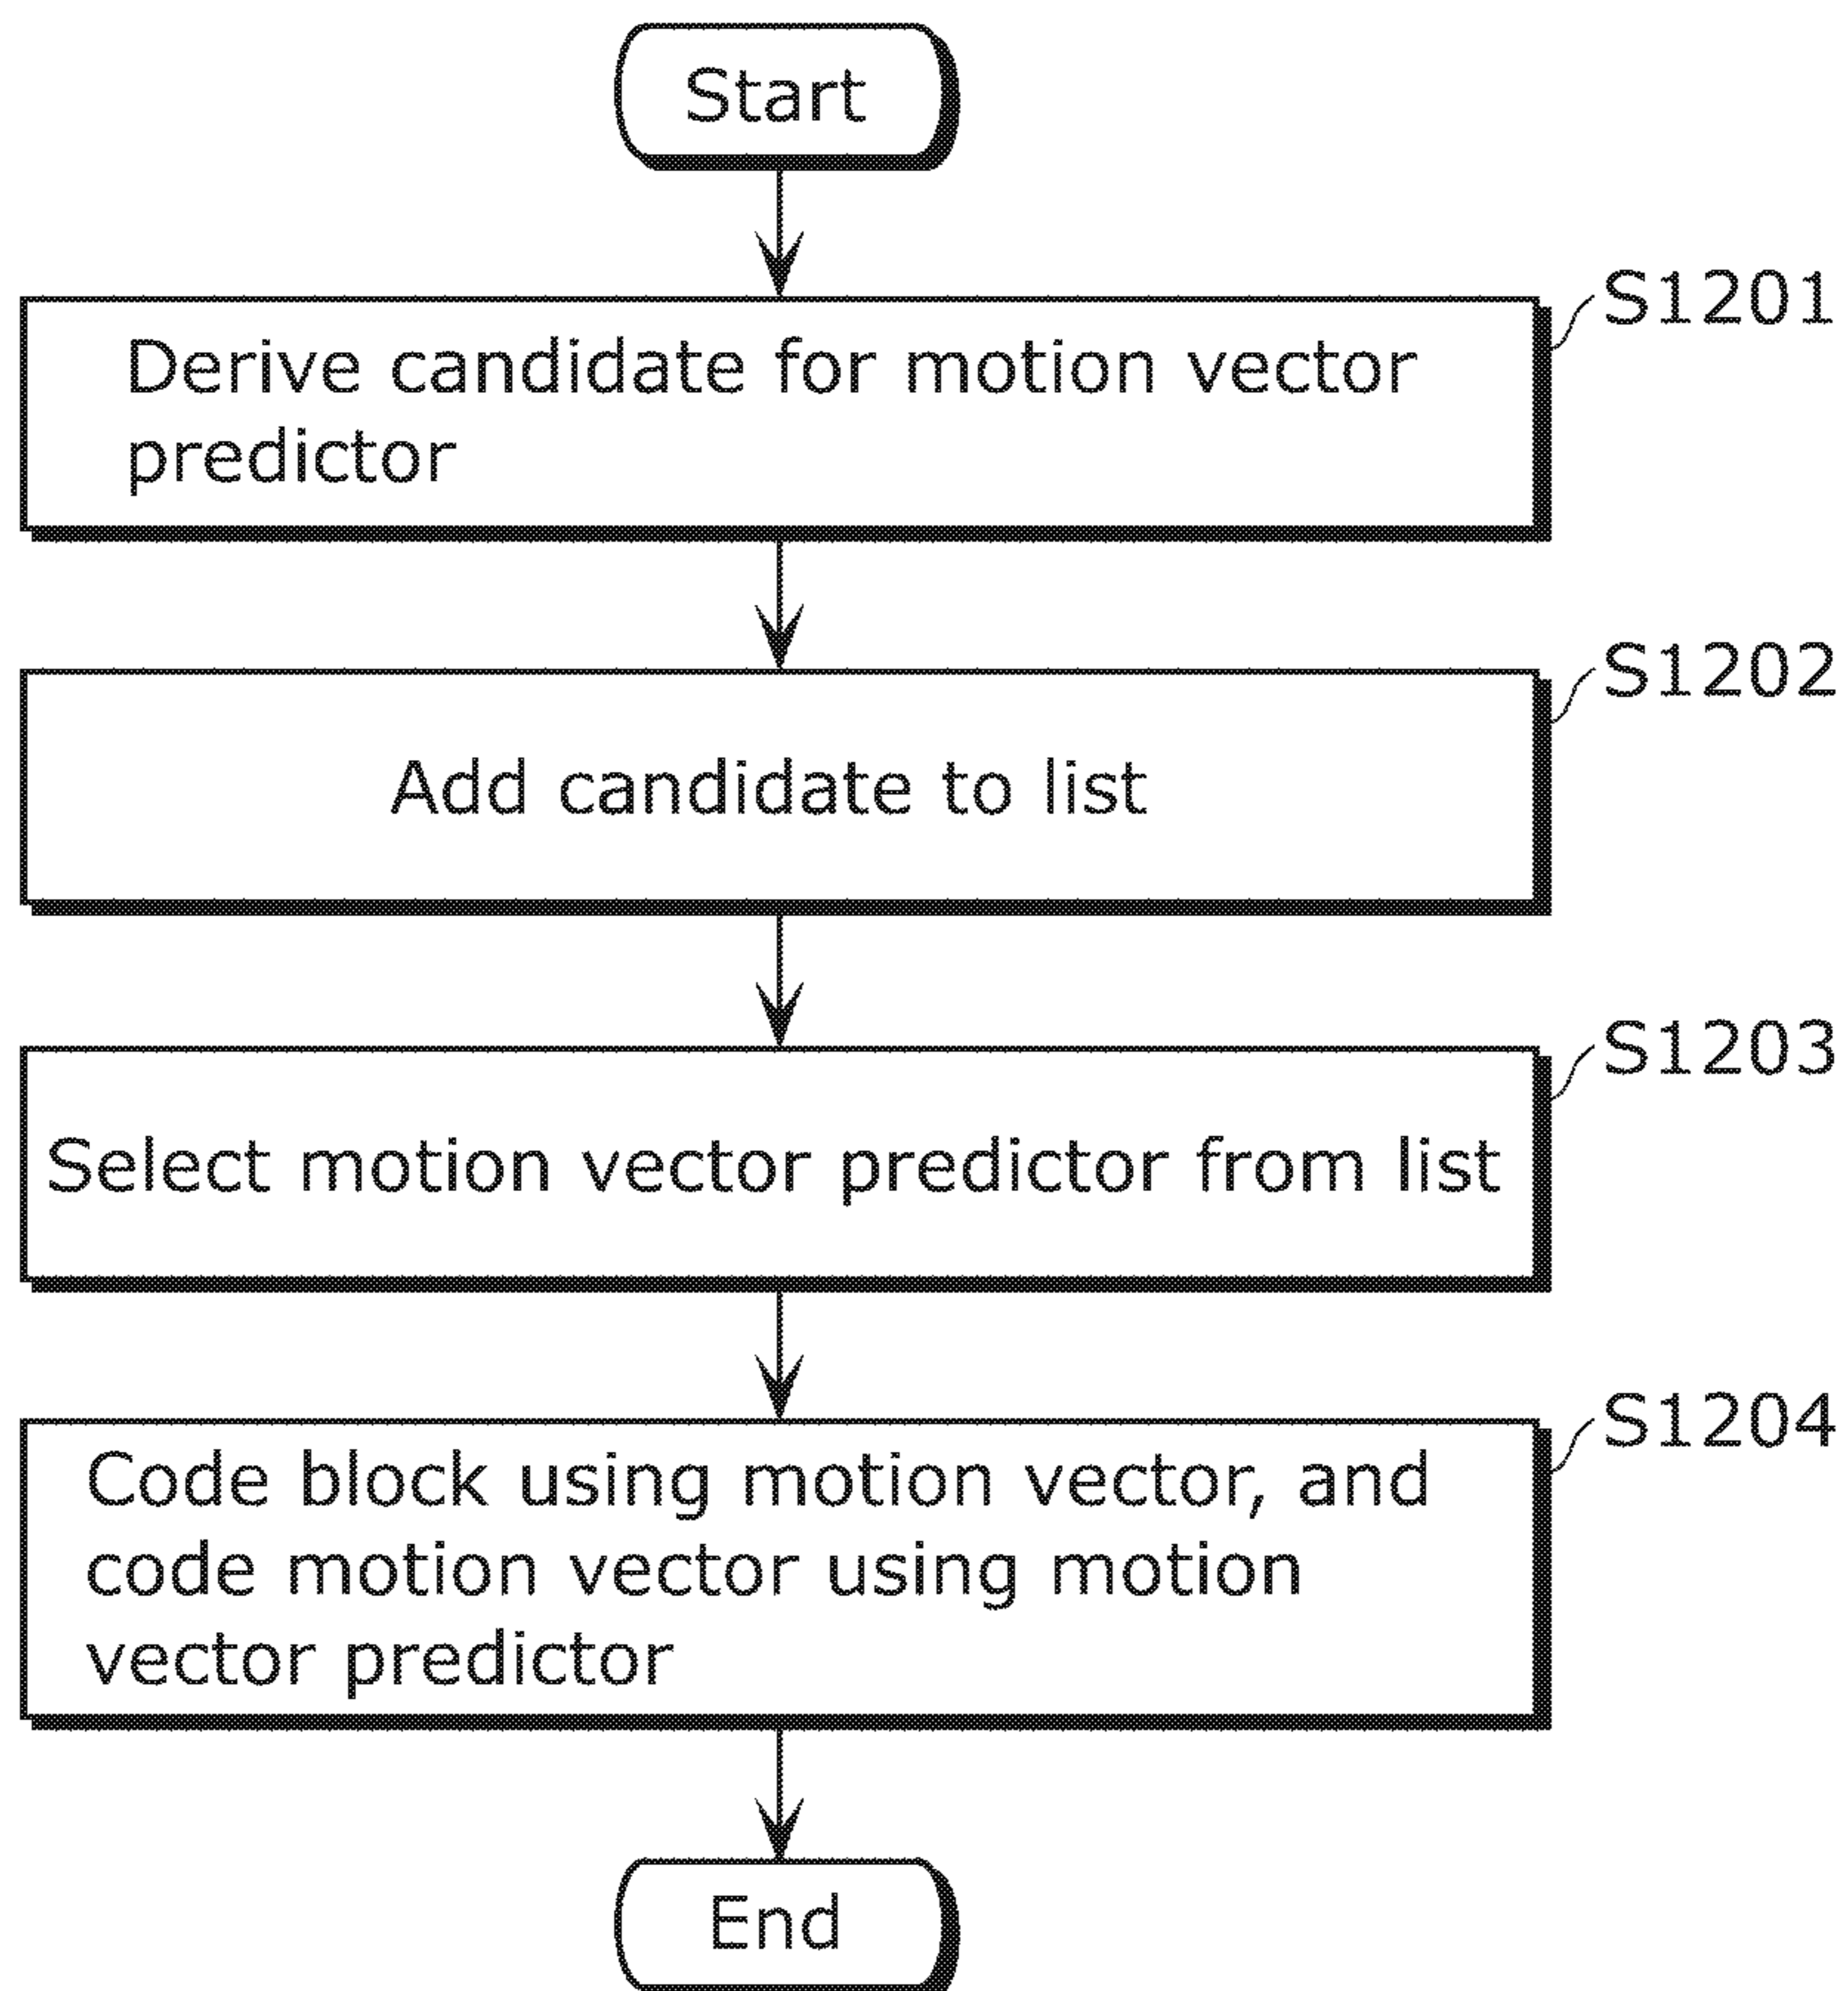 Start
S1201
Derive candidate for motion vector
predictor
S1202
Add candidate to list
S1203
Select motion vector predictor from list
S1204
Code block using motion vector, and
code motion vector using motion
vector predictor
End